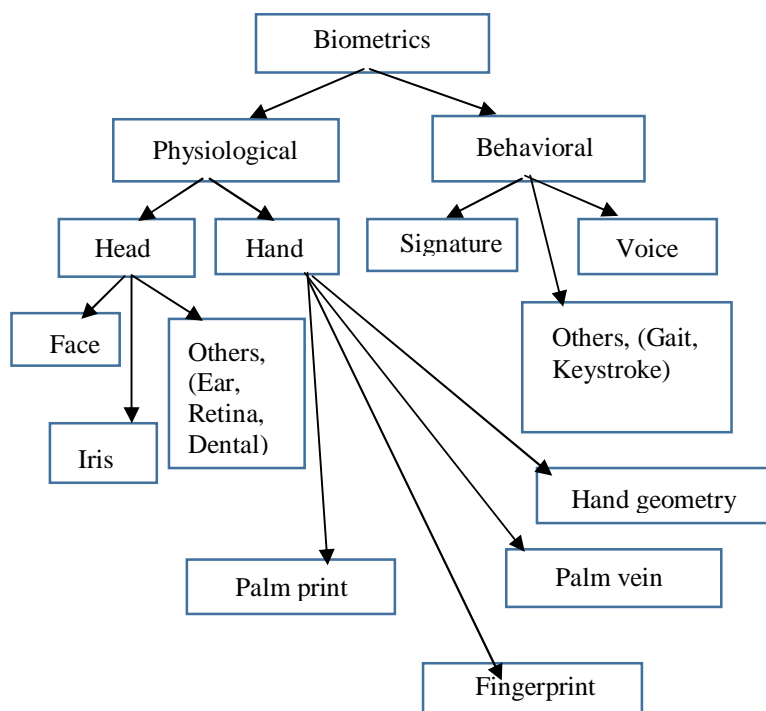 Biometrics
Physiological
Behavioral
Head
Hand
Signature
Voice
Face
Others,
(Ear,
Retina,
Dental)
Others, (Gait,
Keystroke)
Iris
Hand geometry
Palm print
Palm vein
Fingerprint